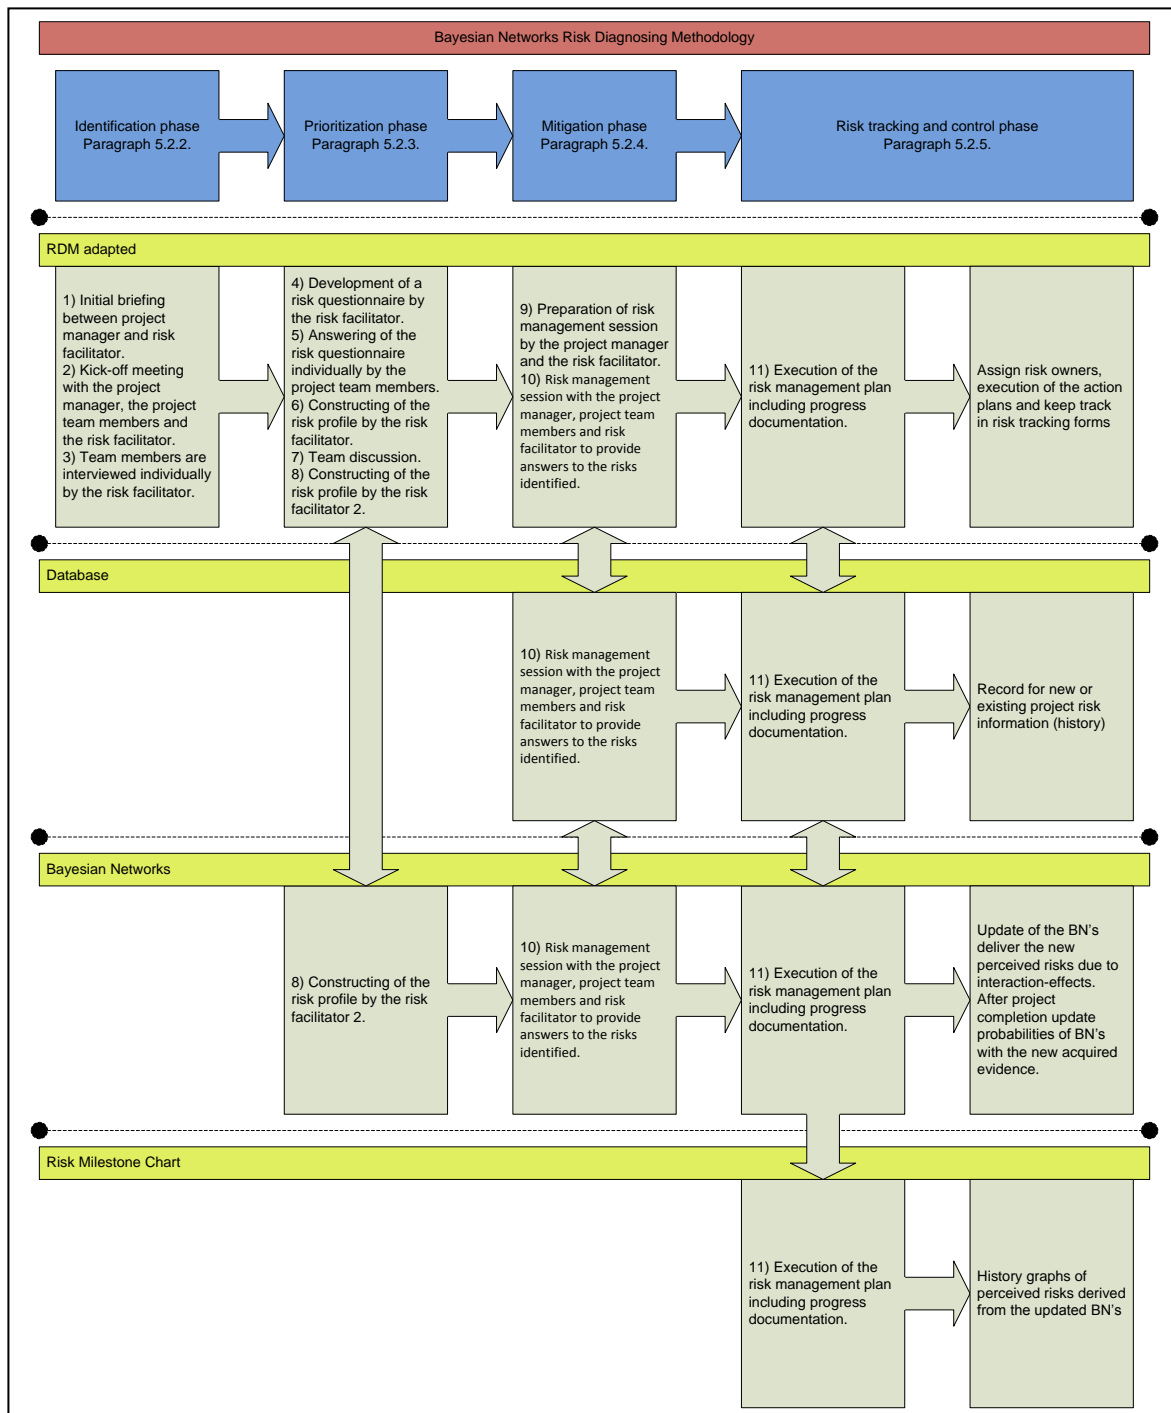 Bayesian Networks Risk Diagnosing Methodology
Identification phase
Paragraph 5.2.2.
Prioritization phase
Paragraph 5.2.3.
Mitigation phase
Paragraph 5.2.4.
Risk tracking and control phase
Paragraph 5.2.5.
RDM adapted
1) Initial briefing
between project
manager and risk
facilitator.
2) Kick-off meeting
with the project
manager, the project
team members and
the risk facilitator.
3) Team members are
interviewed individually
by the risk facilitator.
4) Development of a
risk questionnaire by
the risk facilitator.
5) Answering of the
risk questionnaire
individually by the
project team members.
6) Constructing of the
risk profile by the risk
facilitator.
7) Team discussion.
8) Constructing of the
risk profile by the risk
facilitator 2.
9) Preparation of risk
management session
by the project manager
and the risk facilitator.
10) Risk management
session with the project
manager, project team
members and risk
facilitator to provide
answers to the risks
identified.
11) Execution of the
risk management plan
including progress
documentation.
Assign risk owners,
execution of the action
plans and keep track
in risk tracking forms
Database
10) Risk management
session with the project
manager, project team
members and risk
facilitator to provide
answers to the risks
identified.
11) Execution of the
risk management plan
including progress
documentation.
Record for new or
existing project risk
information (history)
Bayesian Networks
8) Constructing of the
risk profile by the risk
facilitator 2.
10) Risk management
session with the project
manager, project team
members and risk
facilitator to provide
answers to the risks
identified.
11) Execution of the
risk management plan
including progress
documentation.
Update of the BN’s
deliver the new
perceived risks due to
interaction-effects.
After project
completion update
probabilities of BN’s
with the new acquired
evidence.
Risk Milestone Chart
11) Execution of the
risk management plan
including progress
documentation.
History graphs of
perceived risks derived
from the updated BN’s